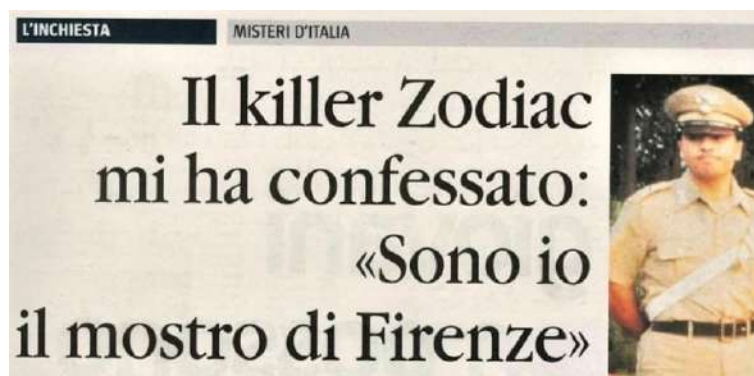 L'INCHIESTA
MISTERI D'ITALIA
Il killer Zodiac
mi ha confessato:
«Sono io
il mostro di Firenze»